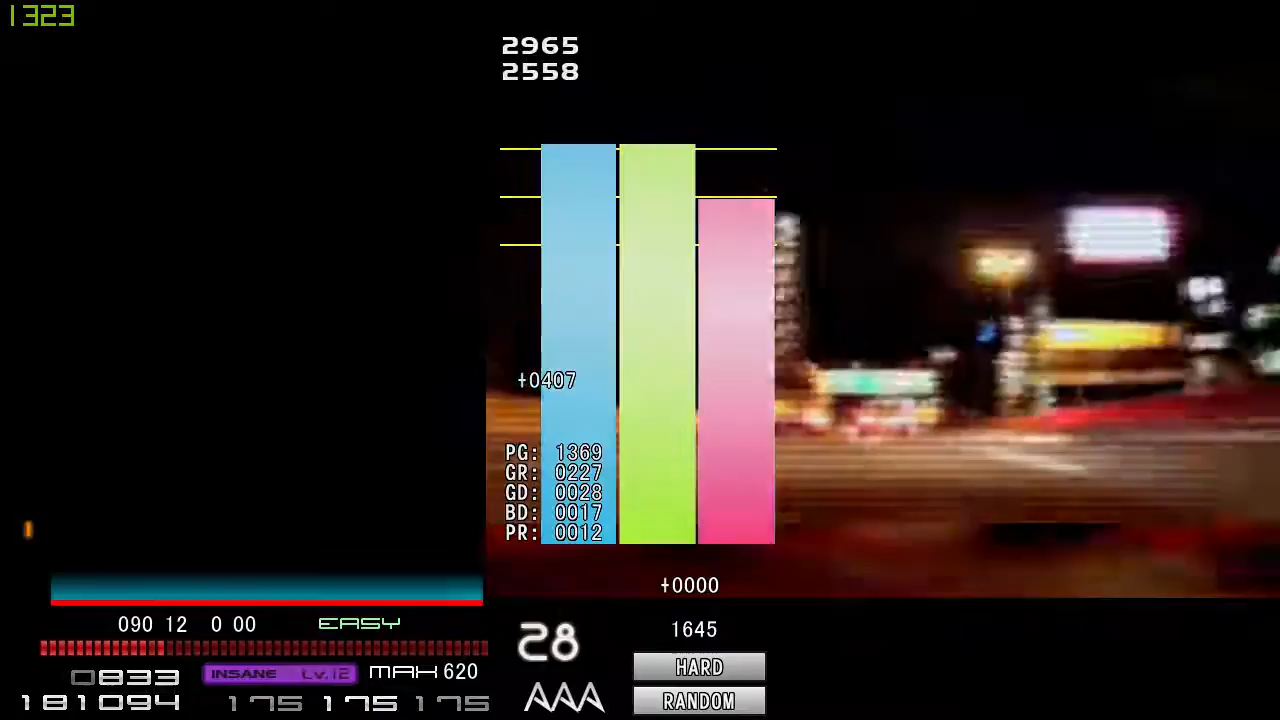 1323
2965
2558
+0407
PG: 1369
GR: 0227
GD: 0028
BD: 0017
PR: 0012
+0000
090 12 0 00 EASY
28
1645
0833
INSANE Lv.12
MAX 620
HARD
181094
175 175 175
AAA
RANDOM